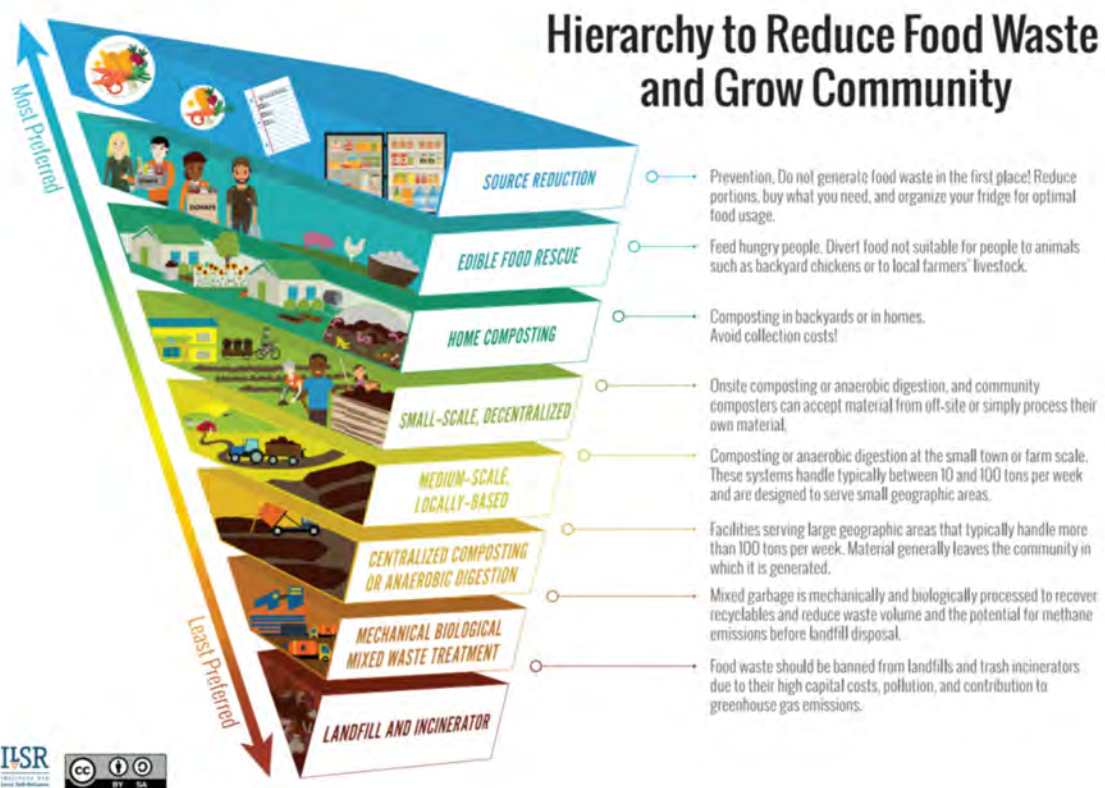 Hierarchy to Reduce Food Waste
and Grow Community
Most Preferred
DONATE
SOURCE REDUCTION
Prevention. Do not generate food waste in the first place! Reduce
portions, buy what you need, and organize your fridge for optimal
food usage.
EDIBLE FOOD RESCUE
Feed hungry people. Divert food not suitable for people to animals
such as backyard chickens or to local farmers' livestock.
HOME COMPOSTING
Composting in backyards or in homes.
Avoid collection costs!
SMALL-SCALE, DECENTRALIZED
Onsite composting or anaerobic digestion, and community
composters can accept material from off-site or simply process their
own material.
MEDIUM-SCALE,
LOCALLY-BASED
Composting or anaerobic digestion at the small town or farm scale.
These systems handle typically between 10 and 100 tons per week
and are designed to serve small geographic areas.
CENTRALIZED COMPOSTING
OR ANAEROBIC DIGESTION
Facilities serving large geographic areas that typically handle more
than 100 tons per week. Material generally leaves the community in
which it is generated.
MECHANICAL BIOLOGICAL
MIXED WASTE TREATMENT
Mixed garbage is mechanically and biologically processed to recover
recyclables and reduce waste volume and the potential for methane
emissions before landfill disposal.
LANDFILL AND INCINERATOR
Food waste should be banned from landfills and trash incinerators
due to their high capital costs, pollution, and contribution to
greenhouse gas emissions.
Least Preferred
ILSR
INSTITUTE FOR
Local Self-Reliance
cc
BY SA